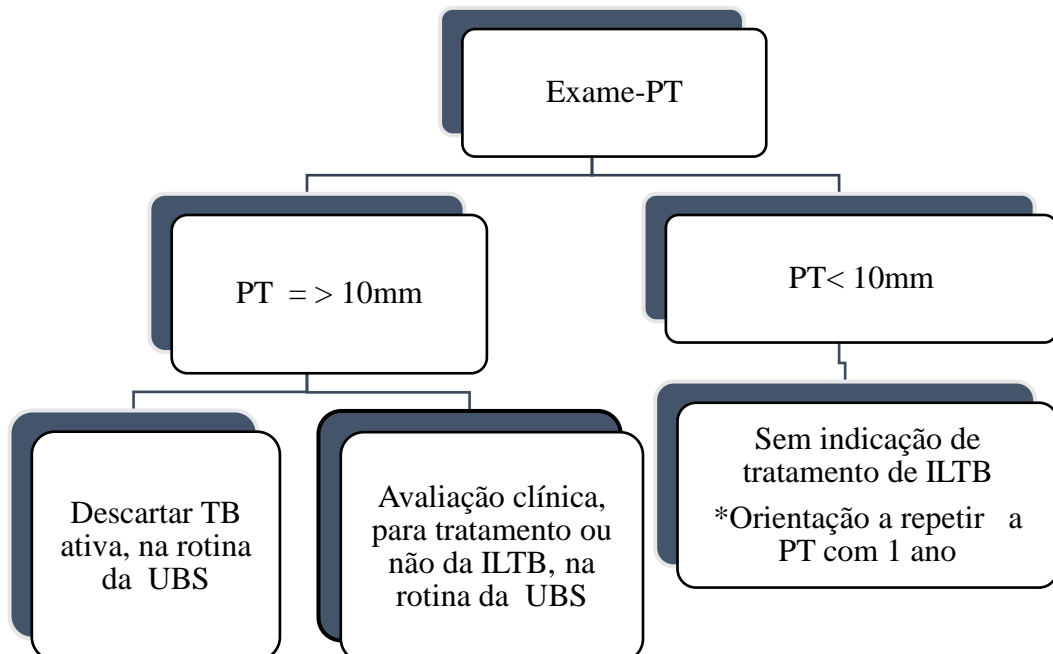 Exame-PT
PT = > 10mm
PT< 10mm
Descartar TB
ativa, na rotina
da UBS
Avaliação clínica,
para tratamento ou
não da ILTB, na
rotina da UBS
Sem indicação de
tratamento de ILTB
*Orientação a repetir a
PT com 1 ano